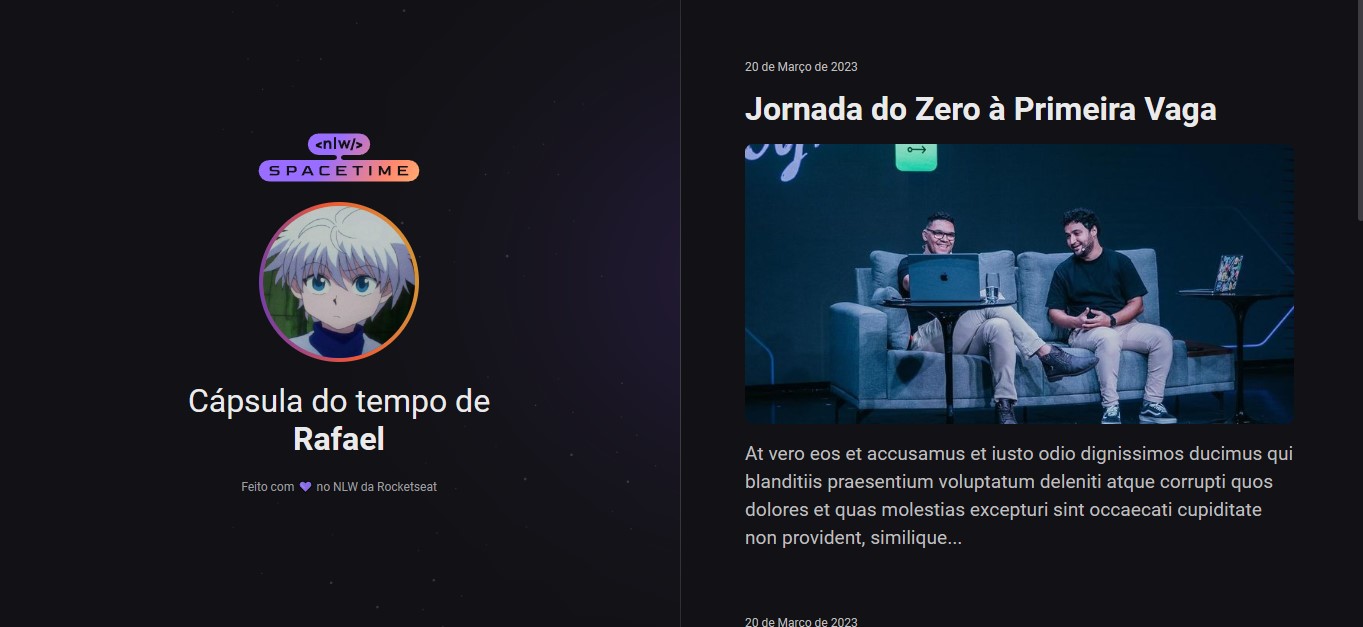 <nlw/>
SPACETIME
Cápsula do tempo de
Rafael
Feito com 💜 no NLW da Rocketseat
20 de Março de 2023
Jornada do Zero à Primeira Vaga
At vero eos et accusamus et iusto odio dignissimos ducimus qui
blanditiis praesentium voluptatum deleniti atque corrupti quos
dolores et quas molestias excepturi sint occaecati cupiditate
non provident, similique...
20 de Março de 2023